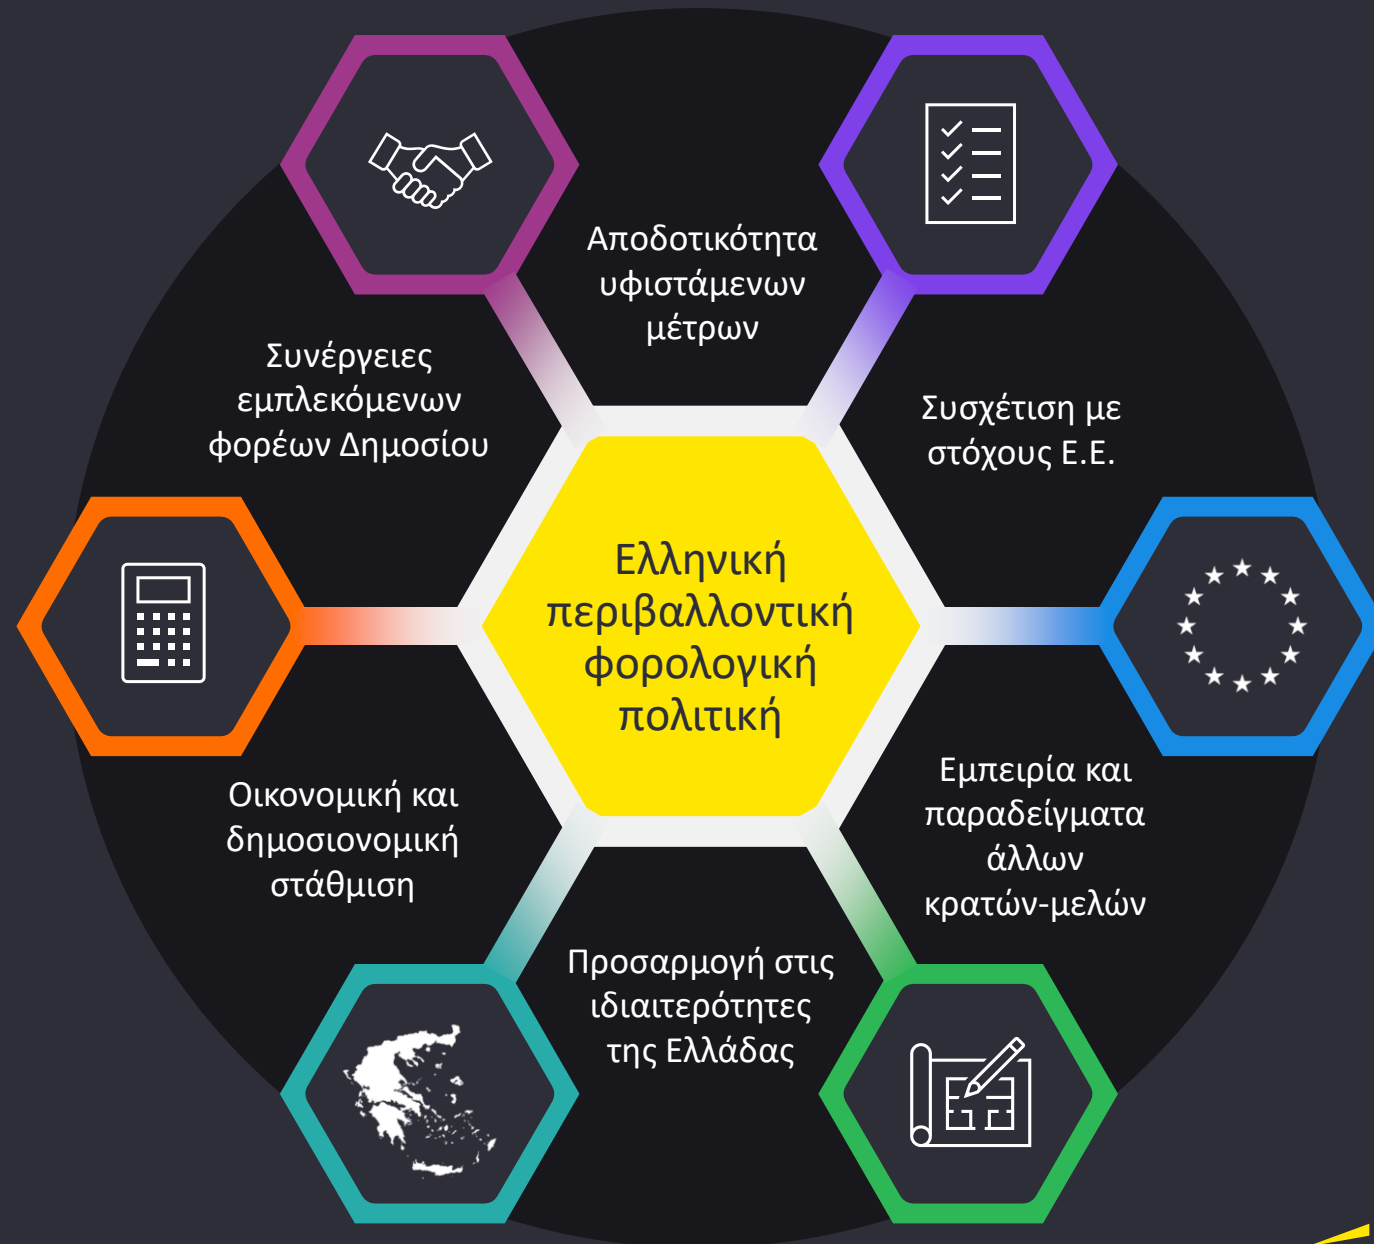 Αποδοτικότητα
υφιστάμενων
μέτρων
Συνέργειες
εμπλεκόμενων
φορέων Δημοσίου
Συσχέτιση με
στόχους Ε.Ε.
Ελληνική
περιβαλλοντική
φορολογική
πολιτική
Οικονομική και
δημοσιονομική
στάθμιση
Εμπειρία και
παραδείγματα
άλλων
κρατών-μελών
Προσαρμογή στις
ιδιαιτερότητες
της Ελλάδας